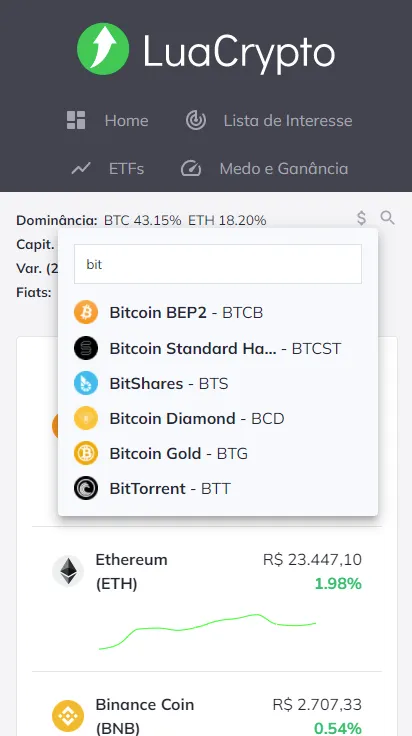 LuaCrypto
Home Lista de Interesse
ETFs Medo e Ganância
Dominância: BTC 43.15% ETH 18.20% $
Capit.
Var. (2
Fiats:
bit
Bitcoin BEP2 - BTCB
Bitcoin Standard Ha... - BTCST
BitShares - BTS
Bitcoin Diamond - BCD
Bitcoin Gold - BTG
BitTorrent - BTT
Ethereum R$ 23.447,10
(ETH) 1.98%
Binance Coin R$ 2.707,33
(BNB) 0.54%